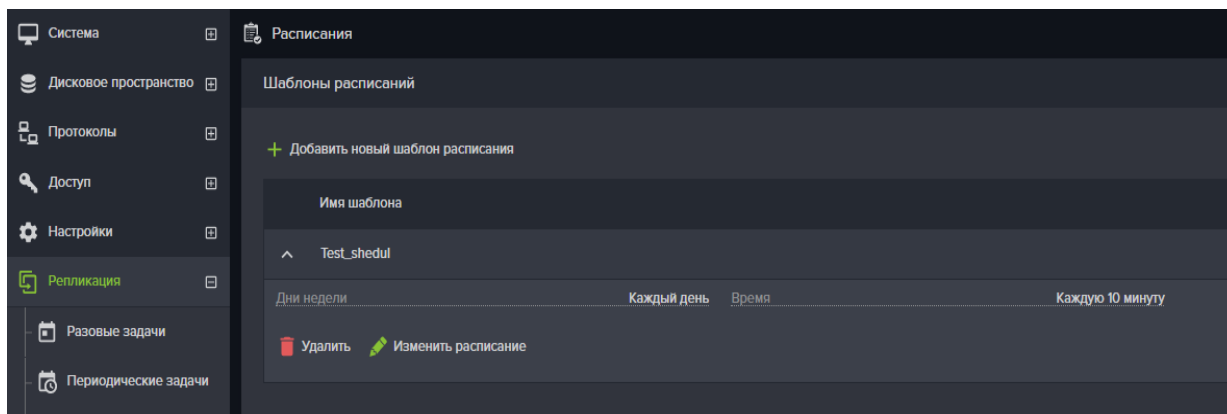 Система
Дисковое пространство
Протоколы
Доступ
Настройки
Репликация
Разовые задачи
Периодические задачи
Расписания
Шаблоны расписаний
Добавить новый шаблон расписания
Имя шаблона
Test_shedul
Дни недели Каждый день Время Каждую 10 минуту
Удалить Изменить расписание